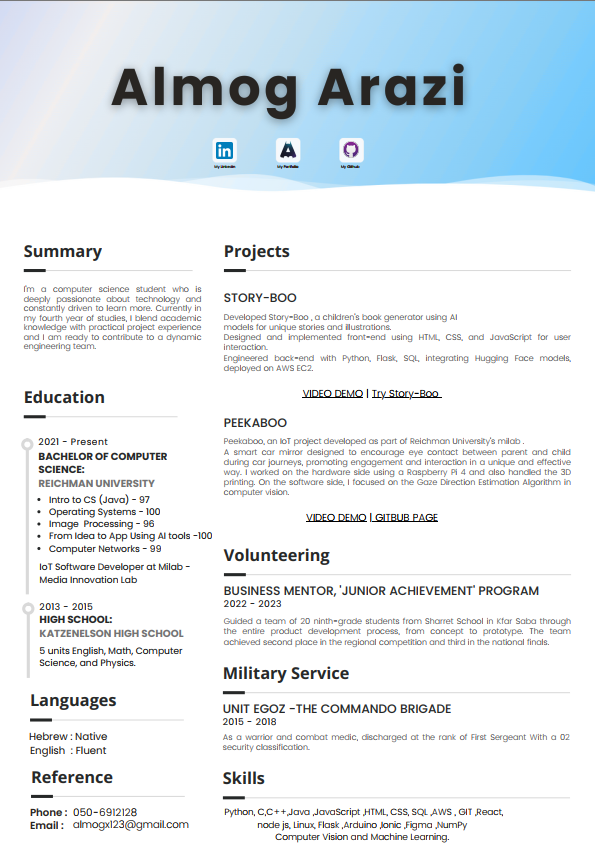 Almog Arazi
My Linkedin
My Portfolio
My Github
Summary
I'm a computer science student who is
deeply passionate about technology and
constantly driven to learn more. Currently in
my fourth year of studies, I blend academic
knowledge with practical project experience
and I am ready to contribute to a dynamic
engineering team.
Education
2021 - Present
BACHELOR OF COMPUTER
SCIENCE:
REICHMAN UNIVERSITY
• Intro to CS (Java) - 97
• Operating Systems - 100
• Image Processing - 96
• From Idea to App Using AI tools -100
• Computer Networks - 99
IoT Software Developer at Milab -
Media Innovation Lab
2013 - 2015
HIGH SCHOOL:
KATZENELSON HIGH SCHOOL
5 units English, Math, Computer
Science, and Physics.
Languages
Hebrew : Native
English : Fluent
Reference
Phone : 050-6912128
Email : almogx123@gmail.com
Projects
STORY-BOO
Developed Story-Boo , a children's book generator using AI
models for unique stories and illustrations.
Designed and implemented front-end using HTML, CSS, and JavaScript for user
interaction.
Engineered back-end with Python, Flask, SQL, integrating Hugging Face models,
deployed on AWS EC2.
VIDEO DEMO | Try Story-Boo
PEEKABOO
Peekaboo, an IoT project developed as part of Reichman University's milab .
A smart car mirror designed to encourage eye contact between parent and child
during car journeys, promoting engagement and interaction in a unique and effective
way. I worked on the hardware side using a Raspberry Pi 4 and also handled the 3D
printing. On the software side, I focused on the Gaze Direction Estimation Algorithm in
computer vision.
VIDEO DEMO | GITBUB PAGE
Volunteering
BUSINESS MENTOR, 'JUNIOR ACHIEVEMENT' PROGRAM
2022 - 2023
Guided a team of 20 ninth-grade students from Sharret School in Kfar Saba through
the entire product development process, from concept to prototype. The team
achieved second place in the regional competition and third in the national finals.
Military Service
UNIT EGOZ -THE COMMANDO BRIGADE
2015 - 2018
As a warrior and combat medic, discharged at the rank of First Sergeant With a 02
security classification.
Skills
Python, C,C++,Java ,JavaScript ,HTML, CSS, SQL ,AWS , GIT ,React,
node js, Linux, Flask ,Arduino ,Ionic ,Figma ,NumPy
Computer Vision and Machine Learning.